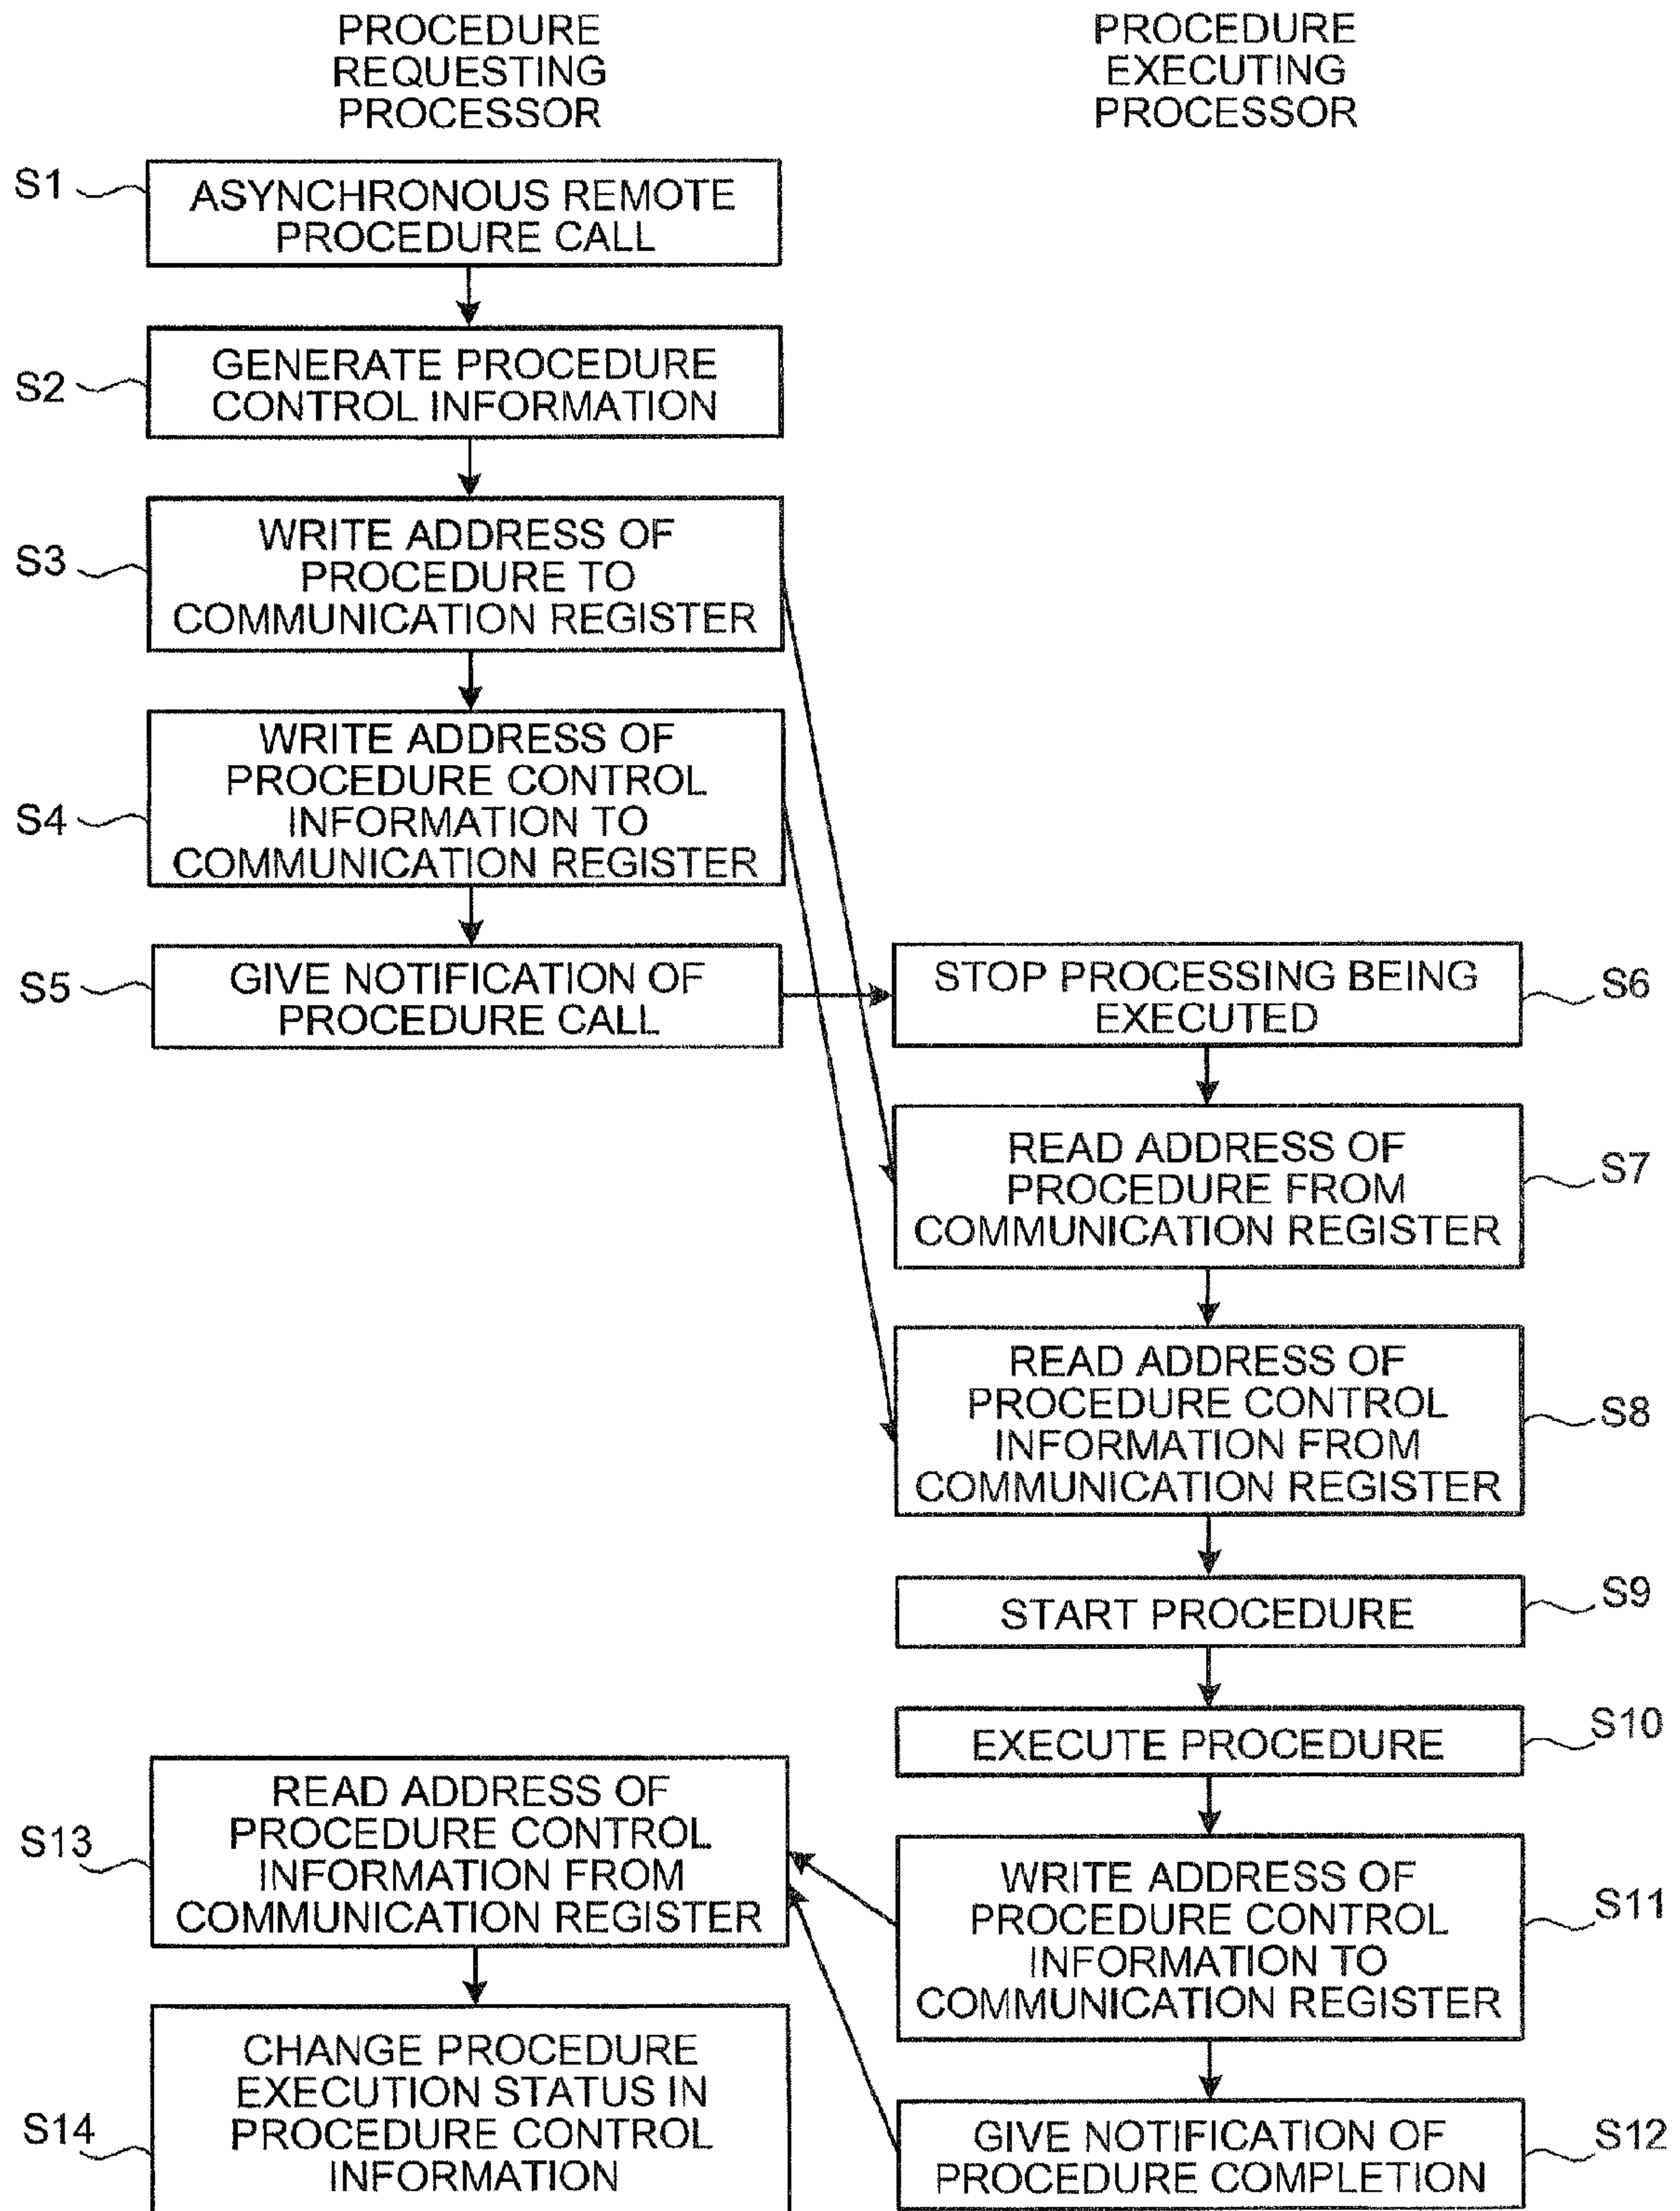 PROCEDURE
REQUESTING
PROCESSOR
PROCEDURE
EXECUTING
PROCESSOR
S1
ASYNCHRONOUS REMOTE
PROCEDURE CALL
S2
GENERATE PROCEDURE
CONTROL INFORMATION
S3
WRITE ADDRESS OF
PROCEDURE TO
COMMUNICATION REGISTER
S4
WRITE ADDRESS OF
PROCEDURE CONTROL
INFORMATION TO
COMMUNICATION REGISTER
S5
GIVE NOTIFICATION OF
PROCEDURE CALL
STOP PROCESSING BEING
EXECUTED
S6
READ ADDRESS OF
PROCEDURE FROM
COMMUNICATION REGISTER
S7
READ ADDRESS OF
PROCEDURE CONTROL
INFORMATION FROM
COMMUNICATION REGISTER
S8
START PROCEDURE
S9
EXECUTE PROCEDURE
S10
WRITE ADDRESS OF
PROCEDURE CONTROL
INFORMATION TO
COMMUNICATION REGISTER
S11
GIVE NOTIFICATION OF
PROCEDURE COMPLETION
S12
S13
READ ADDRESS OF
PROCEDURE CONTROL
INFORMATION FROM
COMMUNICATION REGISTER
S14
CHANGE PROCEDURE
EXECUTION STATUS IN
PROCEDURE CONTROL
INFORMATION